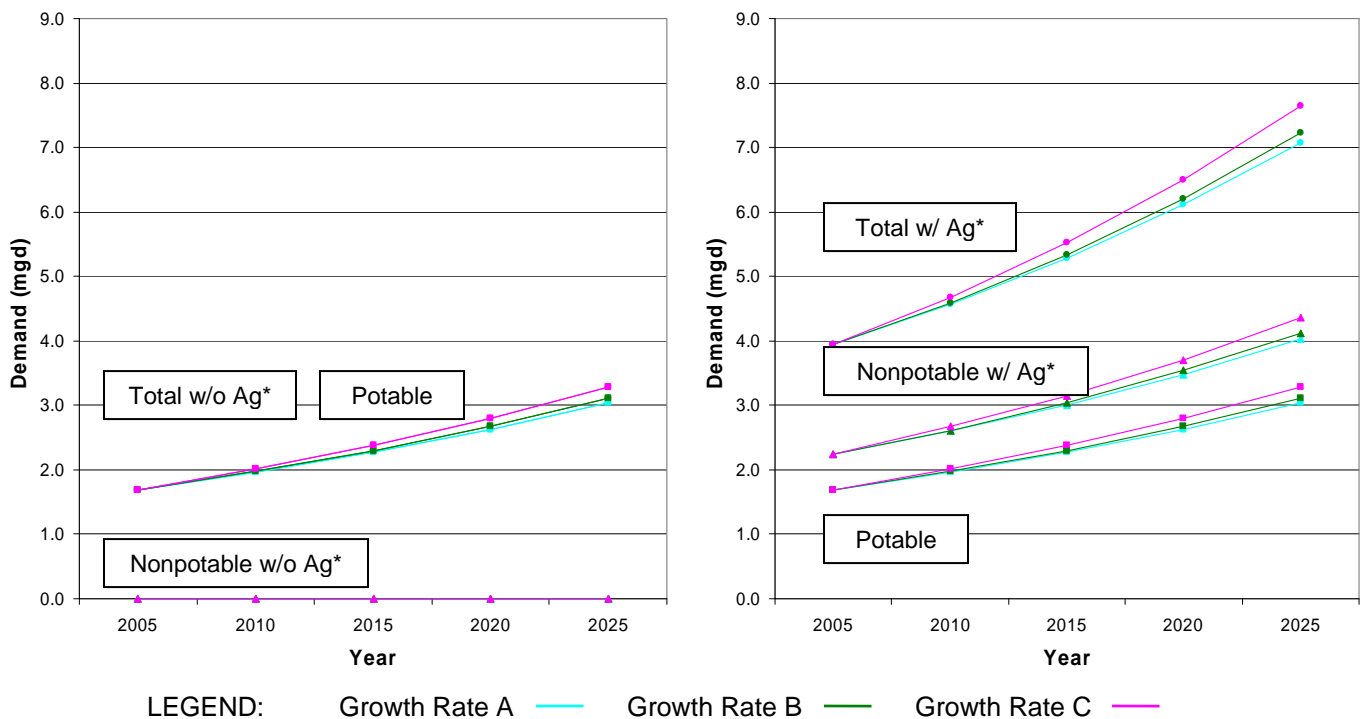 9.0
8.0
7.0
6.0
5.0
4.0
3.0
2.0
1.0
0.0
Demand (mgd)
Total w/o Ag*
Potable
Nonpotable w/o Ag*
2005 2010 2015 2020 2025
Year
9.0
8.0
7.0
6.0
5.0
4.0
3.0
2.0
1.0
0.0
Demand (mgd)
Total w/ Ag*
Nonpotable w/ Ag*
Potable
2005 2010 2015 2020 2025
Year
LEGEND: Growth Rate A Growth Rate B Growth Rate C